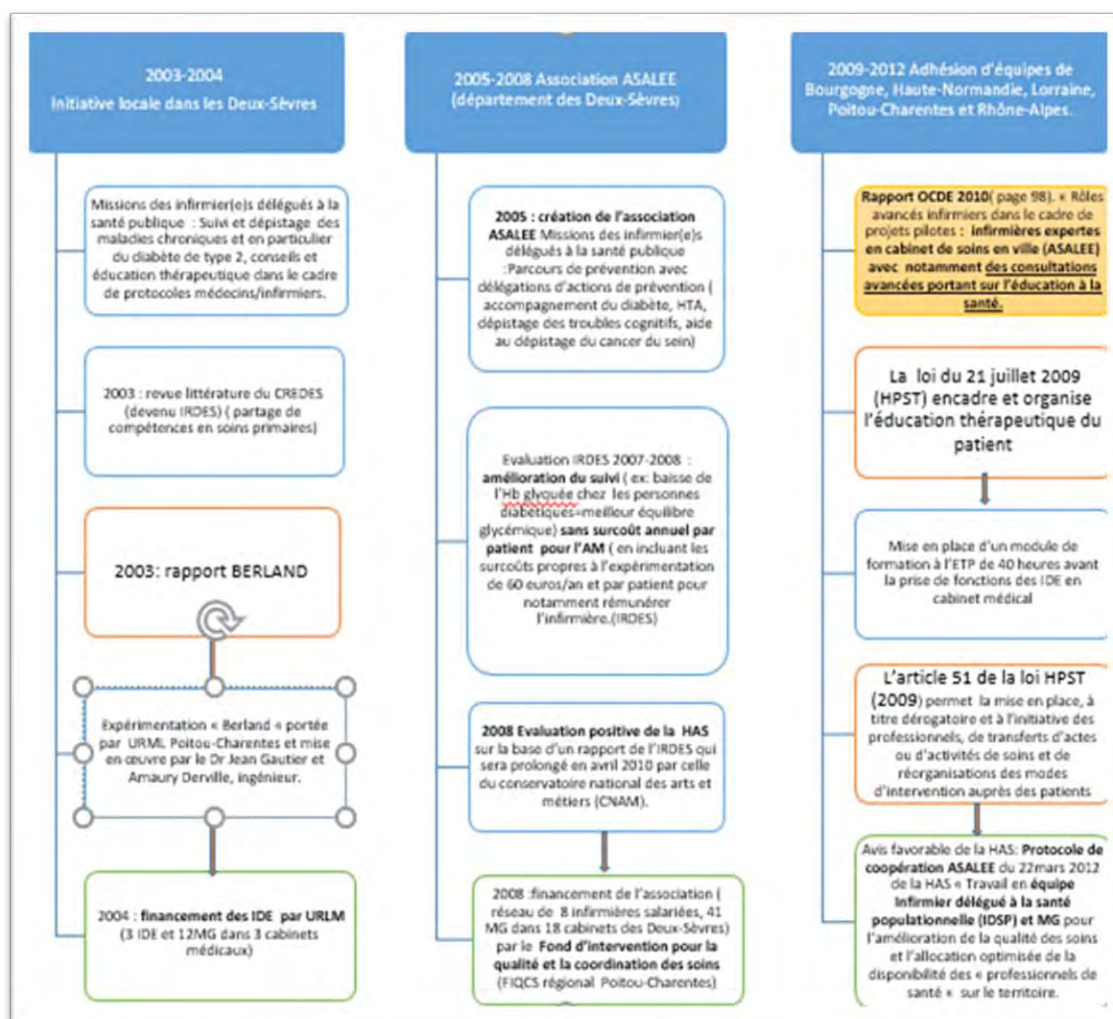 2003-2004
Initiative locale dans les Deux-Sèvres
Missions des infirmier(e)s délégués à la
santé publique : Suivi et dépistage des
maladies chroniques et en particulier
du diabète de type 2, conseils et
éducation thérapeutique dans le cadre
de protocoles médecins/infirmiers.
2003 : revue littérature du CREDES
(devenu IRDES) ( partage de
compétences en soins primaires)
2003: rapport BERLAND
Expérimentation « Berland « portée
par URML Poitou-Charentes et mise
en œuvre par le Dr Jean Gautier et
Amaury Derville, ingénieur.
2004 : financement des IDE par URLM
(3 IDE et 12MG dans 3 cabinets
médicaux)
2005-2008 Association ASALEE
(département des Deux-Sèvres)
2005 : création de l'association
ASALEE Missions des infirmier(e)s
délégués à la santé publique
:Parcours de prévention avec
délégations d'actions de prévention (
accompagnement du diabète, HTA,
dépistage des troubles cognitifs, aide
au dépistage du cancer du sein)
Evaluation IRDES 2007-2008 :
amélioration du suivi ( ex: baisse de
l'Hb glyquée chez les personnes
diabétiques=meilleur équilibre
glycémique) sans surcoût annuel par
patient pour l'AM ( en incluant les
surcoûts propres à l'expérimentation
de 60 euros/an et par patient pour
notamment rémunérer
l'infirmière.(IRDES)
2008 Evaluation positive de la HAS
sur la base d'un rapport de l'IRDES qui
sera prolongé en avril 2010 par celle
du conservatoire national des arts et
métiers (CNAM).
2008 :financement de l'association (
réseau de 8 infirmières salariées, 41
MG dans 18 cabinets des Deux-Sèvres)
par le Fond d'intervention pour la
qualité et la coordination des soins
(FIQCS régional Poitou-Charentes)
2009-2012 Adhésion d'équipes de
Bourgogne, Haute-Normandie, Lorraine,
Poitou-Charentes et Rhône-Alpes.
Rapport OCDE 2010( page 98). « Rôles
avancés infirmiers dans le cadre de
projets pilotes : infirmières expertes
en cabinet de soins en ville (ASALEE)
avec notamment des consultations
avancées portant sur l'éducation à la
santé.
La loi du 21 juillet 2009
(HPST) encadre et organise
l'éducation thérapeutique du
patient
Mise en place d'un module de
formation à l'ETP de 40 heures avant
la prise de fonctions des IDE en
cabinet médical
L'article 51 de la loi HPST
(2009) permet la mise en place, à
titre dérogatoire et à l'initiative des
professionnels, de transferts d'actes
ou d'activités de soins et de
réorganisations des modes
d'intervention auprès des patients
Avis favorable de la HAS: Protocole de
coopération ASALEE du 22mars 2012
de la HAS « Travail en équipe
Infirmier délégué à la santé
populationnelle (IDSP) et MG pour
l'amélioration de la qualité des soins
et l'allocation optimisée de la
disponibilité des « professionnels de
santé « sur le territoire.